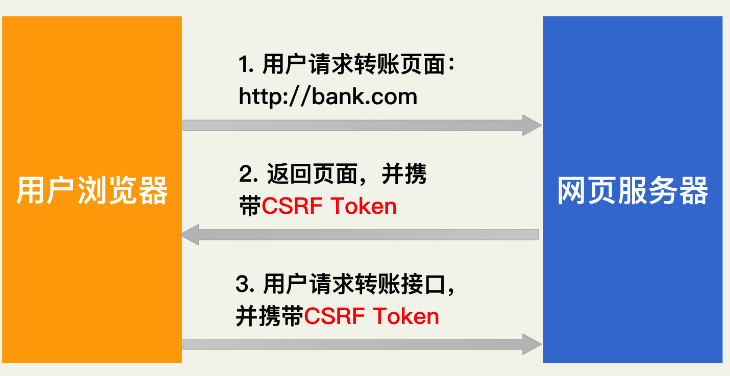 1. 用户请求转账页面：
http://bank.com
用户浏览器
2. 返回页面，并携
带CSRF Token
网页服务器
3. 用户请求转账接口，
并携带CSRF Token